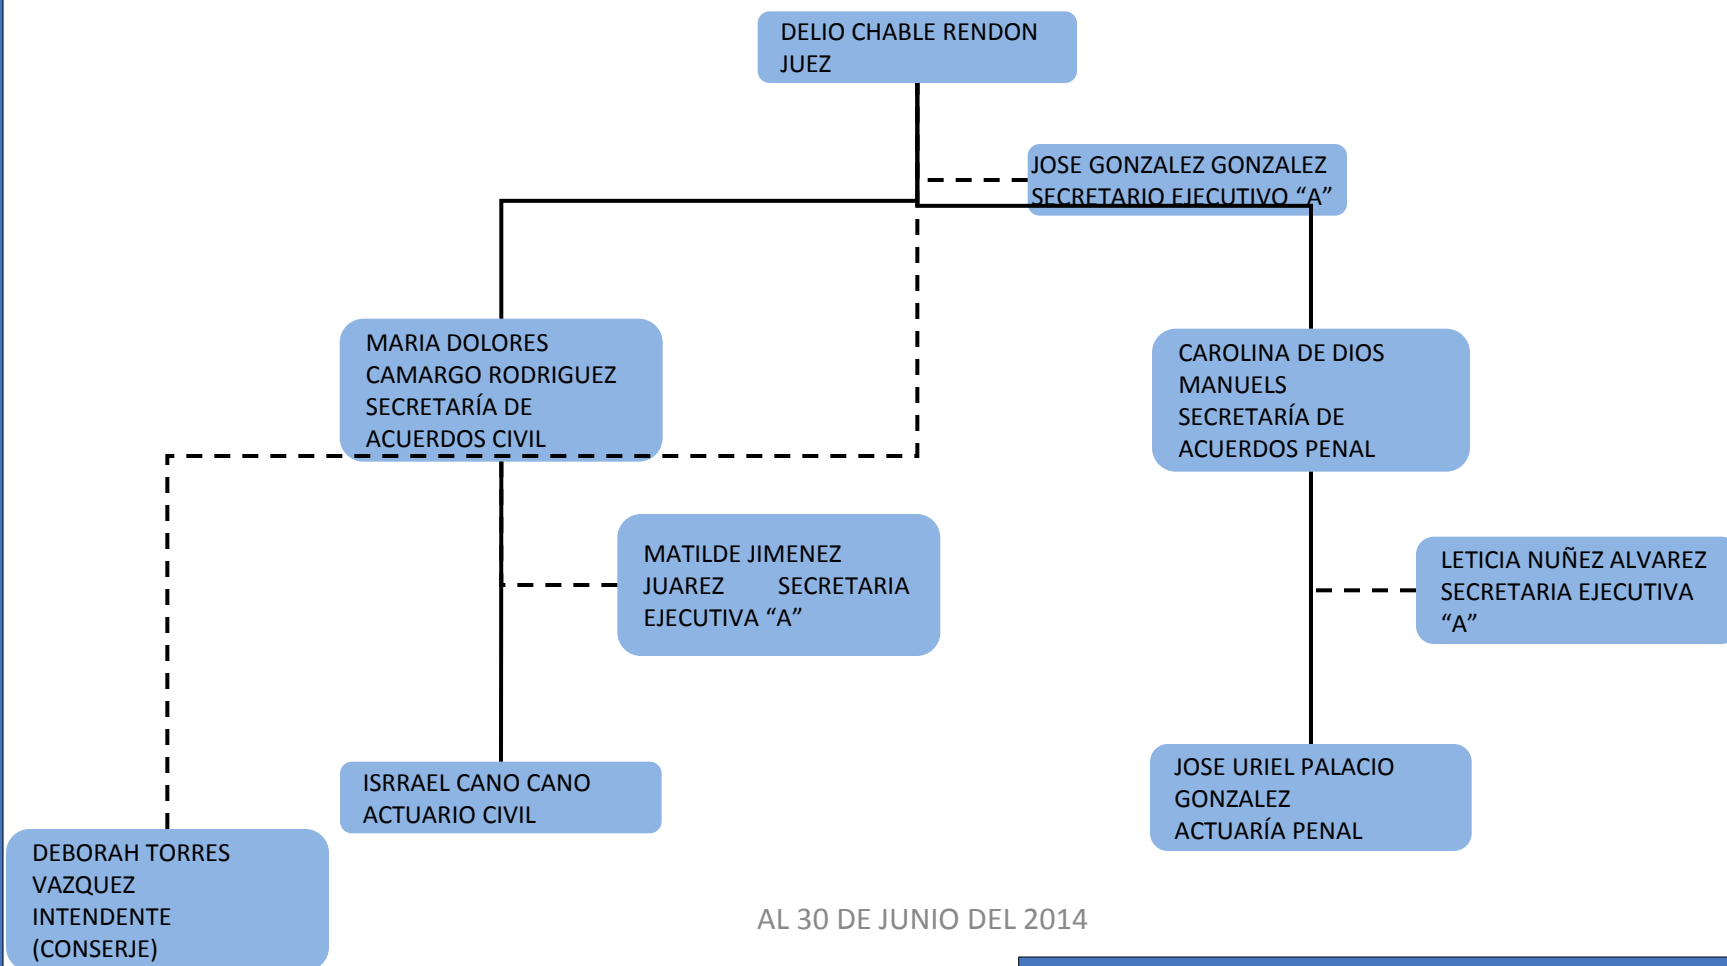 DELIO CHABLE RENDON
JUEZ
JOSE GONZALEZ GONZALEZ
SECRETARIO EJECUTIVO “A”
MARIA DOLORES
CAMARGO RODRIGUEZ
SECRETARÍA DE
ACUERDOS CIVIL
CAROLINA DE DIOS
MANUELS
SECRETARÍA DE
ACUERDOS PENAL
MATILDE JIMENEZ
JUAREZ SECRETARIA
EJECUTIVA “A”
LETICIA NUÑEZ ALVAREZ
SECRETARIA EJECUTIVA
“A”
ISRRAEL CANO CANO
ACTUARIO CIVIL
JOSE URIEL PALACIO
GONZALEZ
ACTUARÍA PENAL
DEBORAH TORRES
VAZQUEZ
INTENDENTE
(CONSERJE)
AL 30 DE JUNIO DEL 2014